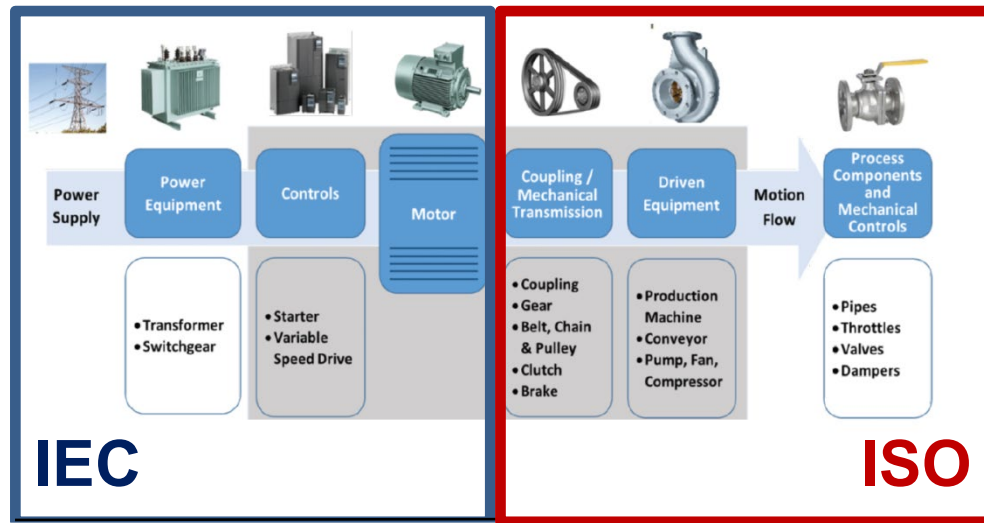 Power
Supply
Power
Equipment
Controls
Motor
Coupling /
Mechanical
Transmission
Driven
Equipment
Motion
Flow
Process
Components
and
Mechanical
Controls
• Transformer
• Switchgear
• Starter
• Variable
Speed Drive
• Coupling
• Gear
• Belt, Chain
& Pulley
• Clutch
• Brake
• Production
Machine
• Conveyor
• Pump, Fan,
Compressor
• Pipes
• Throttles
• Valves
• Dampers
IEC
ISO